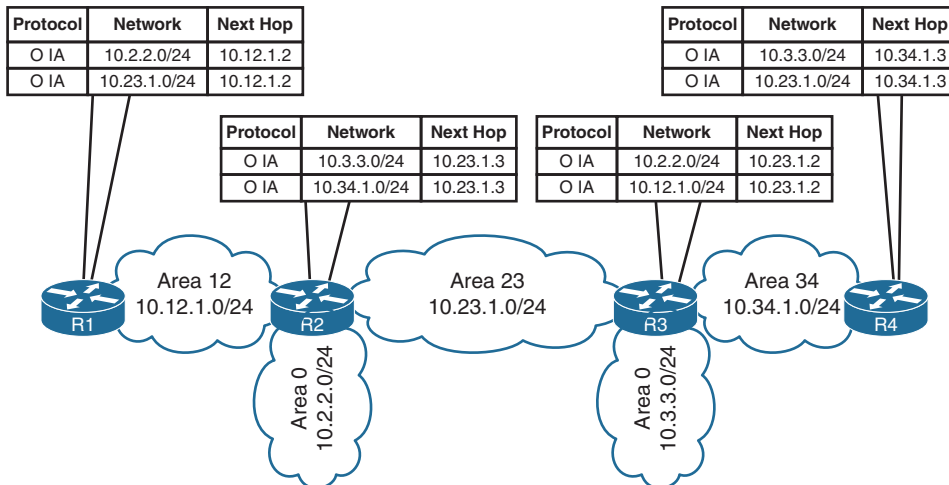 Protocol Network Next Hop
O IA 10.2.2.0/24 10.12.1.2
O IA 10.23.1.0/24 10.12.1.2
Protocol Network Next Hop
O IA 10.3.3.0/24 10.34.1.3
O IA 10.23.1.0/24 10.34.1.3
Protocol Network Next Hop
O IA 10.3.3.0/24 10.23.1.3
O IA 10.34.1.0/24 10.23.1.3
Protocol Network Next Hop
O IA 10.2.2.0/24 10.23.1.2
O IA 10.12.1.0/24 10.23.1.2
R1
Area 12
10.12.1.0/24
R2
Area 23
10.23.1.0/24
R3
Area 34
10.34.1.0/24
R4
Area 0
10.2.2.0/24
Area 0
10.3.3.0/24